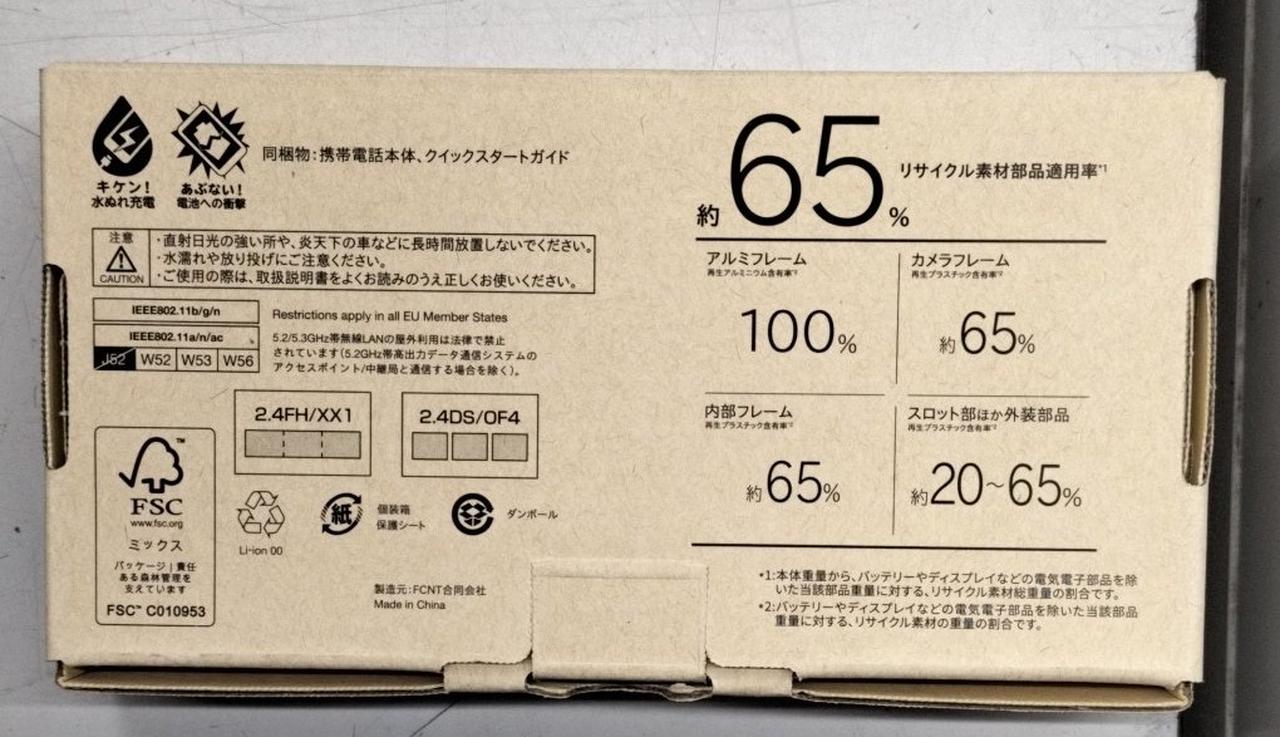 キケン!
水ぬれ充電
あぶない!
電池への衝撃
同梱物:携帯電話本体、クイックスタートガイド
注意
CAUTION
・直射日光の強い所や、炎天下の車などに長時間放置しないでください。
・水濡れや放り投げにご注意ください。
・ご使用の際は、取扱説明書をよくお読みのうえ正しくお使いください。
IEEE802.11b/g/n
IEEE802.11a/n/ac
J52 W52 W53 W56
Restrictions apply in all EU Member States
5.2/5.3GHz帯無線LANの屋外利用は法律で禁止
されています(5.2GHz帯高出力データ通信システムの
アクセスポイント/中継局と通信する場合を除く)。
2.4FH/XX1
2.4DS/OF4
FSC
www.fsc.org
ミックス
パッケージ|責任
ある森林管理を
支えています
FSC™ C010953
Li-ion 00
紙
個装箱
保護シート
ダンボール
製造元:FCNT合同会社
Made in China
約65%
リサイクル素材部品適用率*1
アルミフレーム
再生アルミニウム含有率*2
100%
カメラフレーム
再生プラスチック含有率*2
約65%
内部フレーム
再生プラスチック含有率*2
約65%
スロット部ほか外装部品
再生プラスチック含有率*2
約20~65%
*1:本体重量から、バッテリーやディスプレイなどの電気電子部品を除
いた当該部品重量に対する、リサイクル素材総重量の割合です。
*2:バッテリーやディスプレイなどの電気電子部品を除いた当該部品
重量に対する、リサイクル素材の重量の割合です。